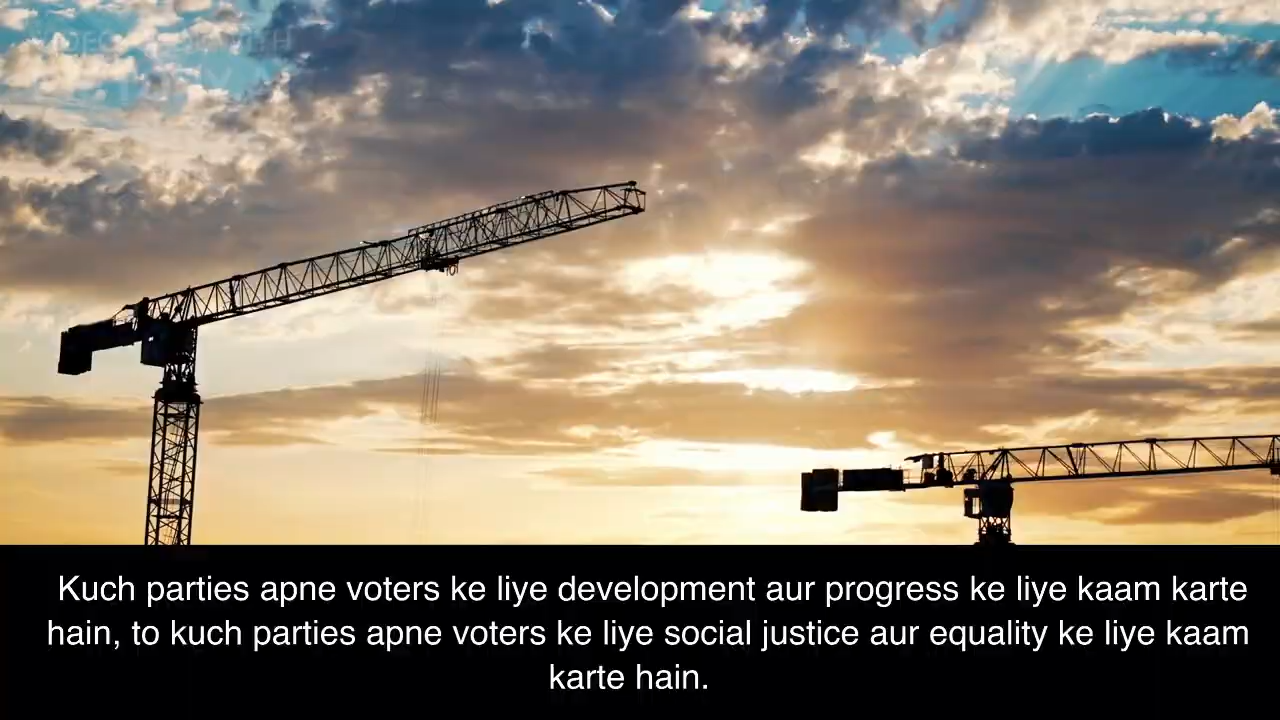 Kuch parties apne voters ke liye development aur progress ke liye kaam karte
hain, to kuch parties apne voters ke liye social justice aur equality ke liye kaam
karte hain.